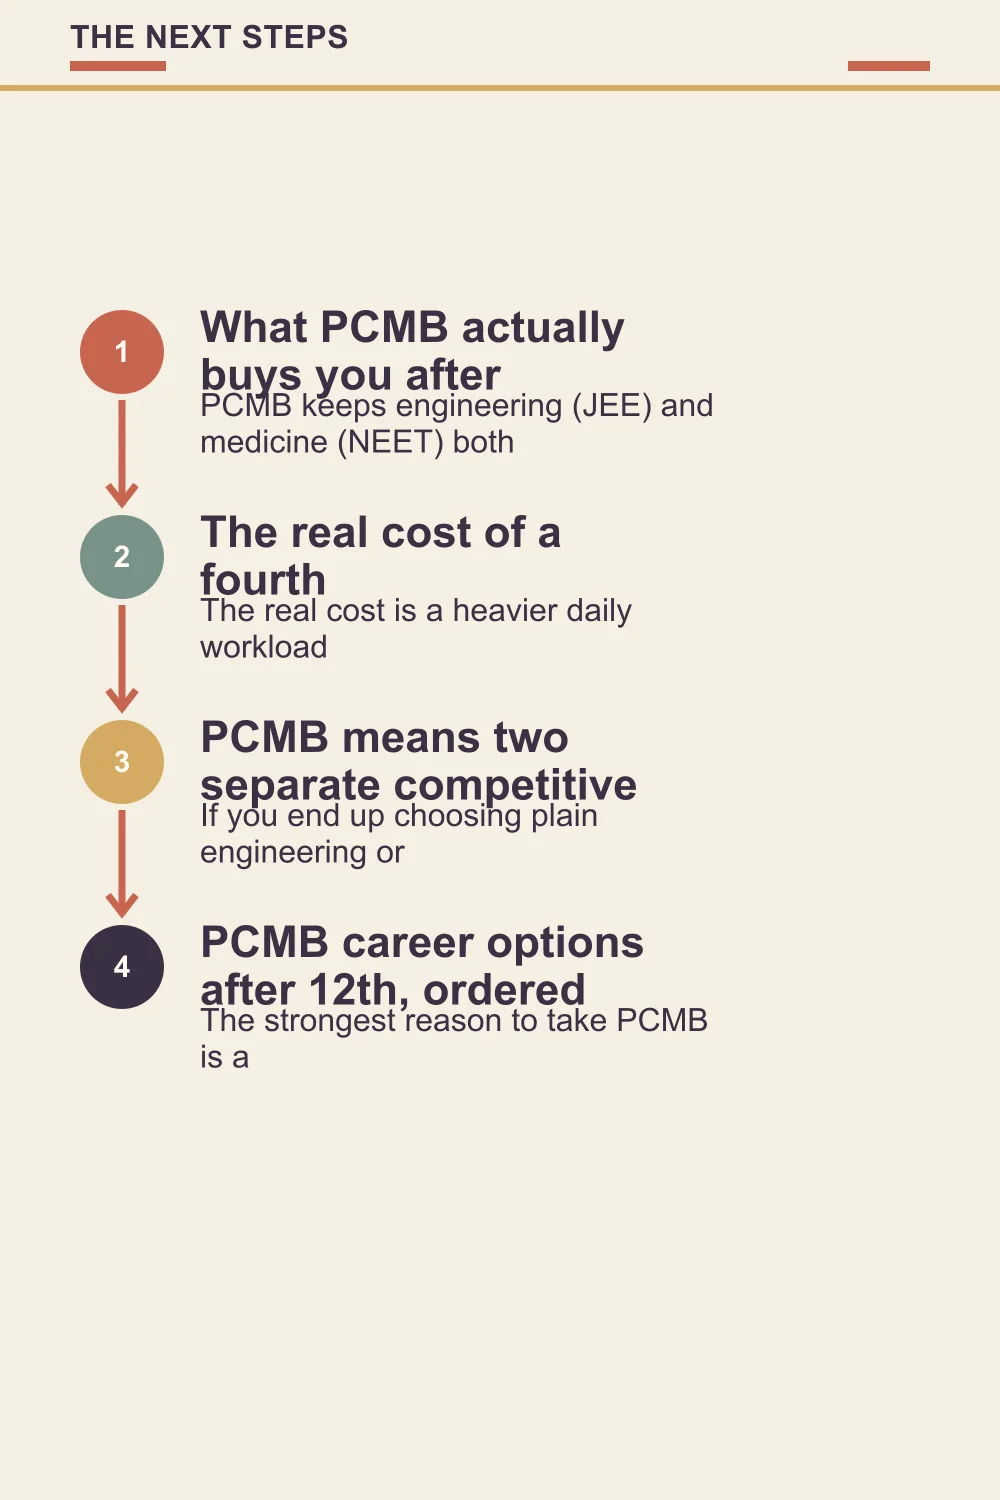 THE NEXT STEPS
1
What PCMB actually
buys you after
PCMB keeps engineering (JEE) and
medicine (NEET) both
2
The real cost of a
fourth
The real cost is a heavier daily
workload
3
PCMB means two
separate competitive
If you end up choosing plain
engineering or
4
PCMB career options
after 12th, ordered
The strongest reason to take PCMB
is a